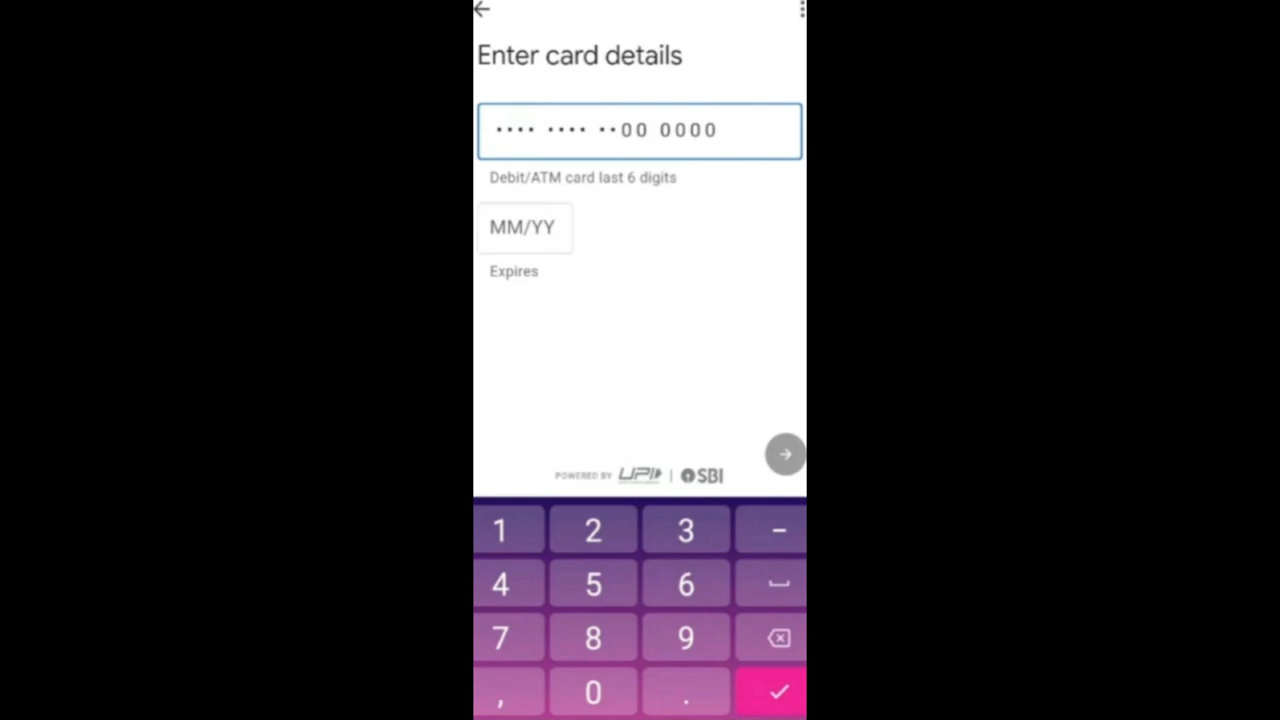 Enter card details
•••• •••• ••00 0000
Debit/ATM card last 6 digits
MM/YY
Expires
POWERED BY UPI | SBI
1 2 3 -
4 5 6
7 8 9
, 0 .